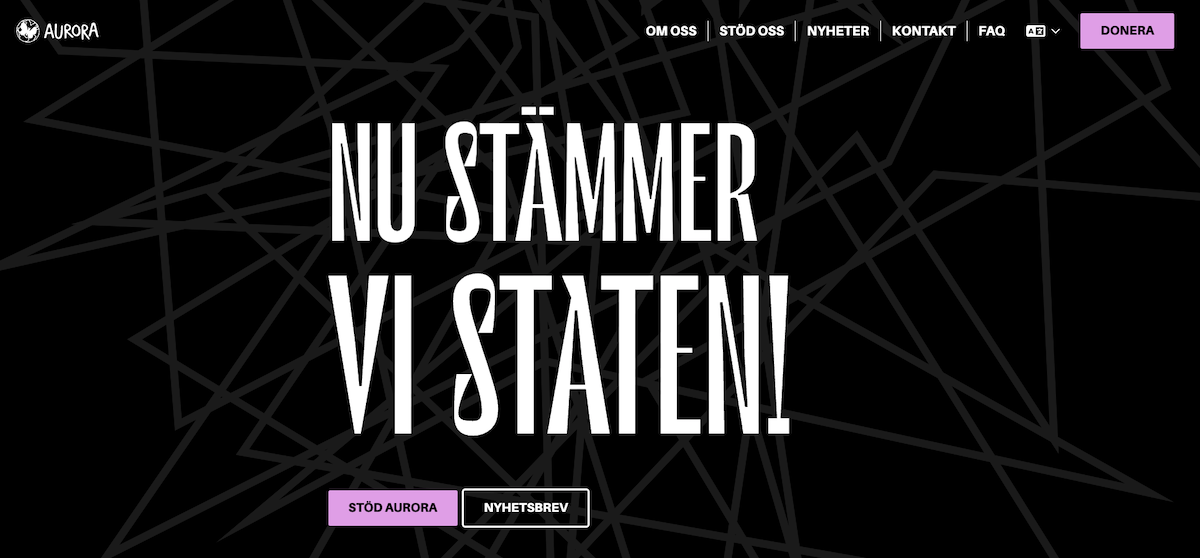 AURORA
OM OSS
STÖD OSS
NYHETER
KONTAKT
FAQ
DONERA
NU STÄMMER
VI STATEN!
STÖD AURORA
NYHETSBREV